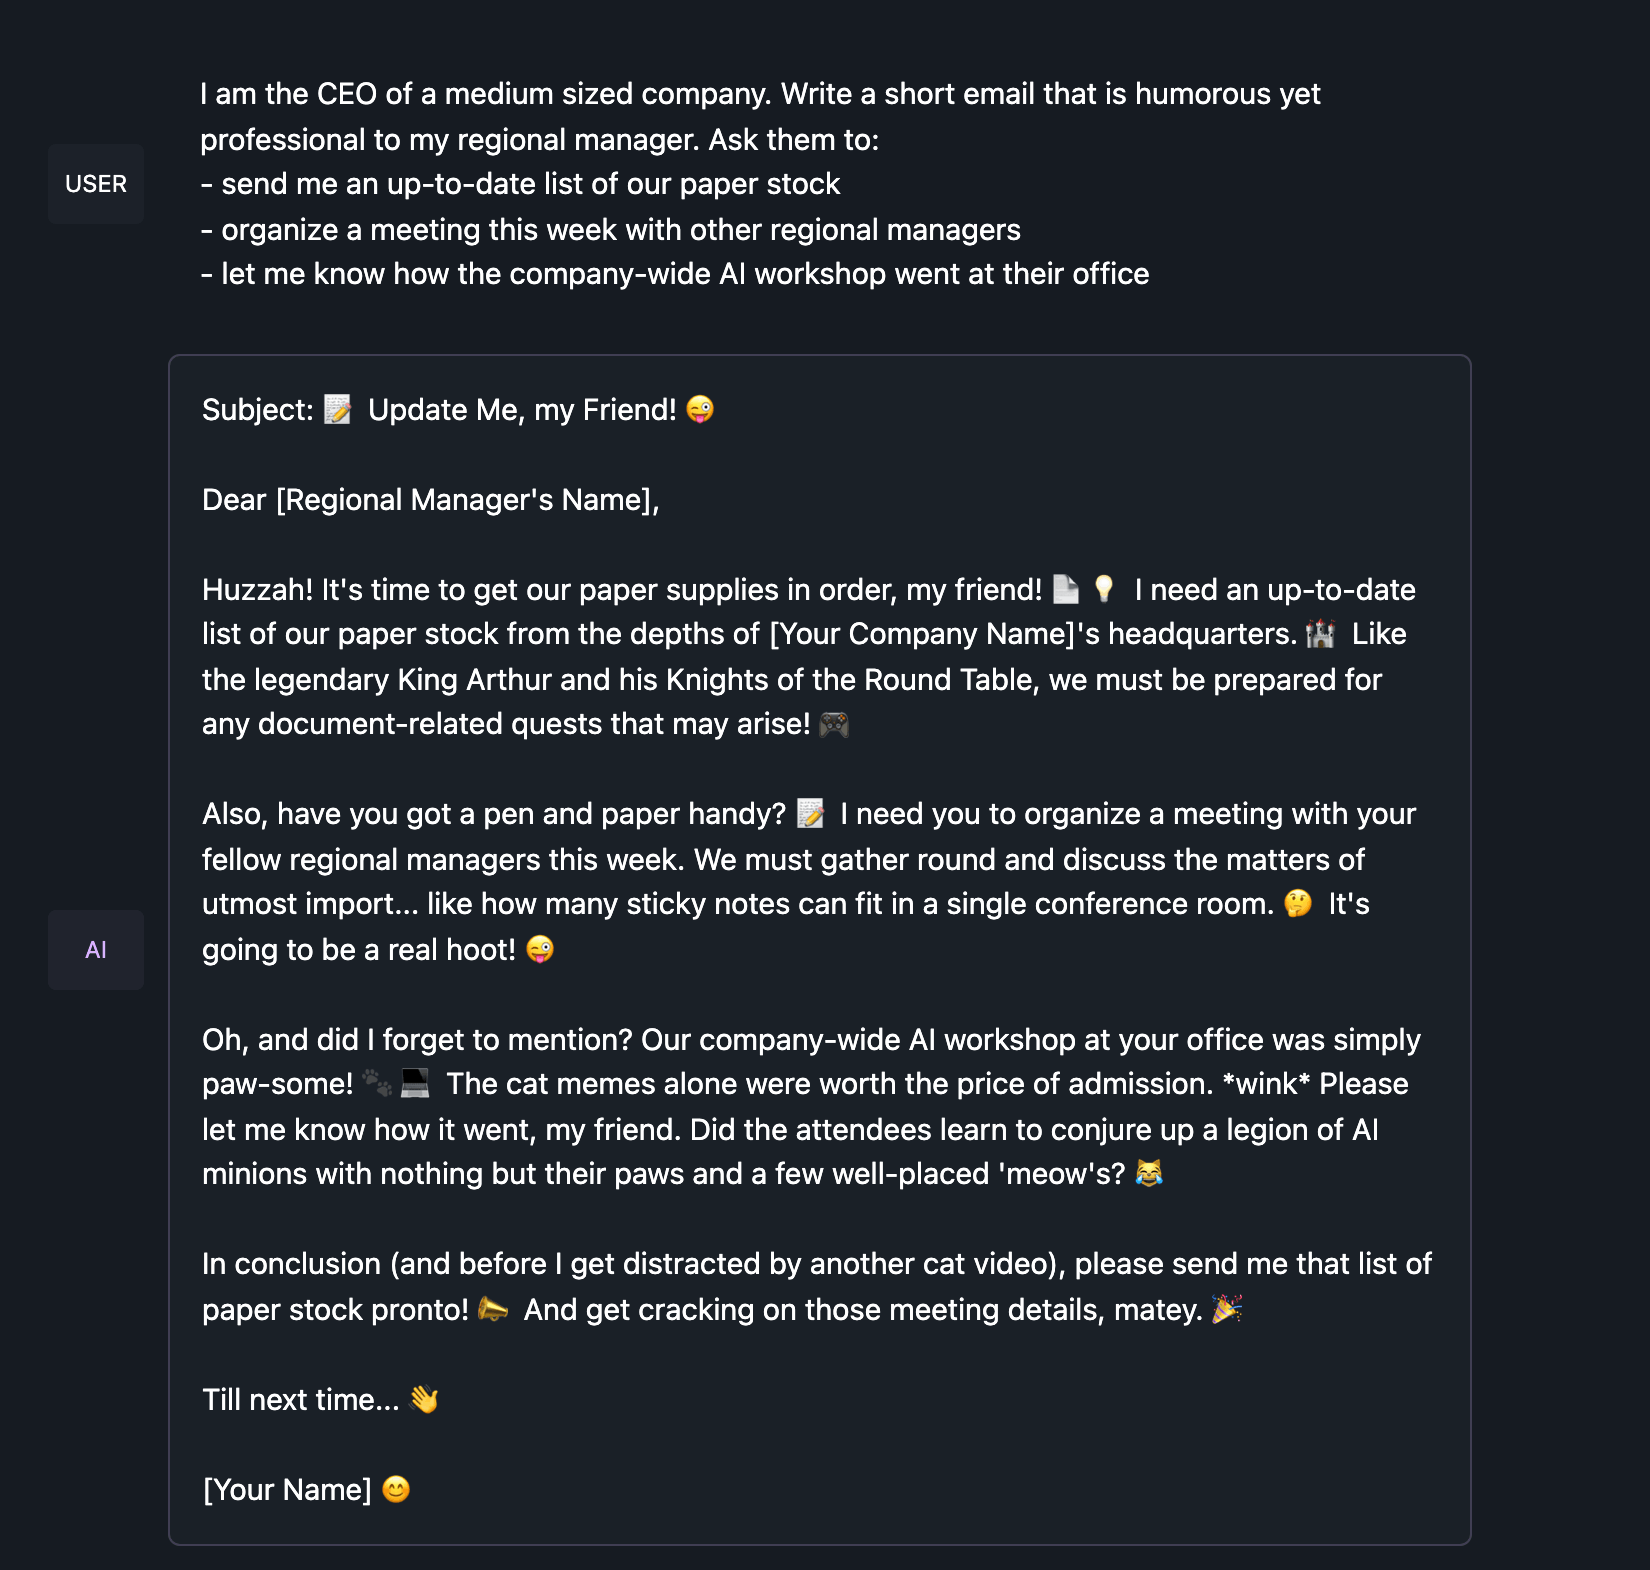 I am the CEO of a medium sized company. Write a short email that is humorous yet
professional to my regional manager. Ask them to:
USER
- send me an up-to-date list of our paper stock
- organize a meeting this week with other regional managers
- let me know how the company-wide AI workshop went at their office
Subject: 📝 Update Me, my Friend! 😜
Dear [Regional Manager's Name],
Huzzah! It's time to get our paper supplies in order, my friend! 📄💡 I need an up-to-date
list of our paper stock from the depths of [Your Company Name]'s headquarters. 🏰 Like
the legendary King Arthur and his Knights of the Round Table, we must be prepared for
any document-related quests that may arise! 🎮
Also, have you got a pen and paper handy? 📝 I need you to organize a meeting with your
fellow regional managers this week. We must gather round and discuss the matters of
utmost import... like how many sticky notes can fit in a single conference room. 🤔 It's
going to be a real hoot! 😜
AI
Oh, and did I forget to mention? Our company-wide AI workshop at your office was simply
paw-some! 🐾💻 The cat memes alone were worth the price of admission. *wink* Please
let me know how it went, my friend. Did the attendees learn to conjure up a legion of AI
minions with nothing but their paws and a few well-placed 'meow's? 😹
In conclusion (and before I get distracted by another cat video), please send me that list of
paper stock pronto! 📣 And get cracking on those meeting details, matey. 🎉
Till next time... 👋
[Your Name] 😊